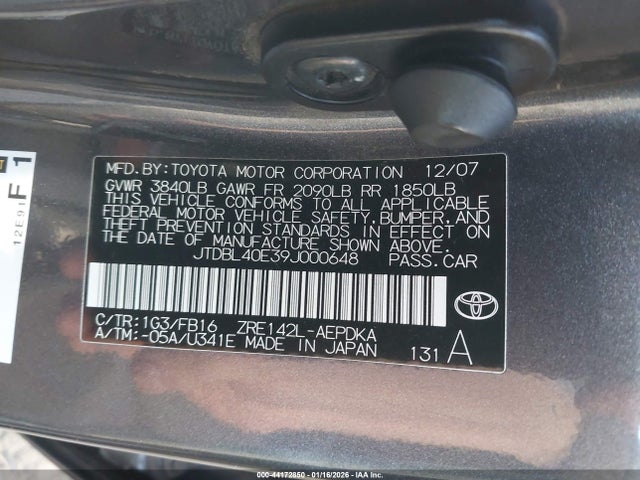 MFD.BY:TOYOTA MOTOR CORPORATION 12/07
GVWR 3840LB GAWR FR 2090LB RR 1850LB
THIS VEHICLE CONFORMS TO ALL APPLICABLE
FEDERAL MOTOR VEHICLE SAFETY,BUMPER,AND
THEFT PREVENTION STANDARDS IN EFFECT ON
THE DATE OF MANUFACTURE SHOWN ABOVE.
JTDBL40E39J000648 PASS.CAR
C/TR:1G3/FB16 ZRE142L-AEPDKA
A/TM:-05A/U341E MADE IN JAPAN
131 A
F 1
12E91
000-44172850 - 01/16/2026 - IAA Inc.